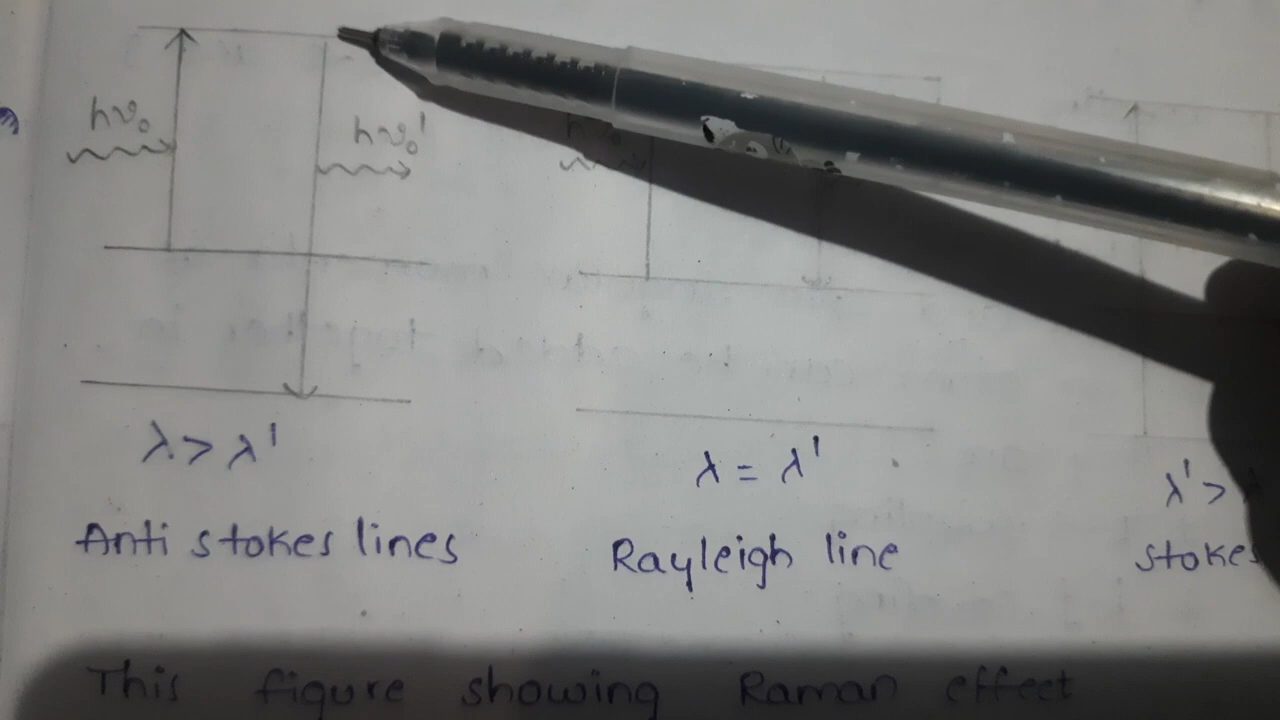 hν₀
hν₀'
λ > λ'
λ = λ'
λ' >
Anti stokes lines
Rayleigh line
stokes
This figure showing Raman effect